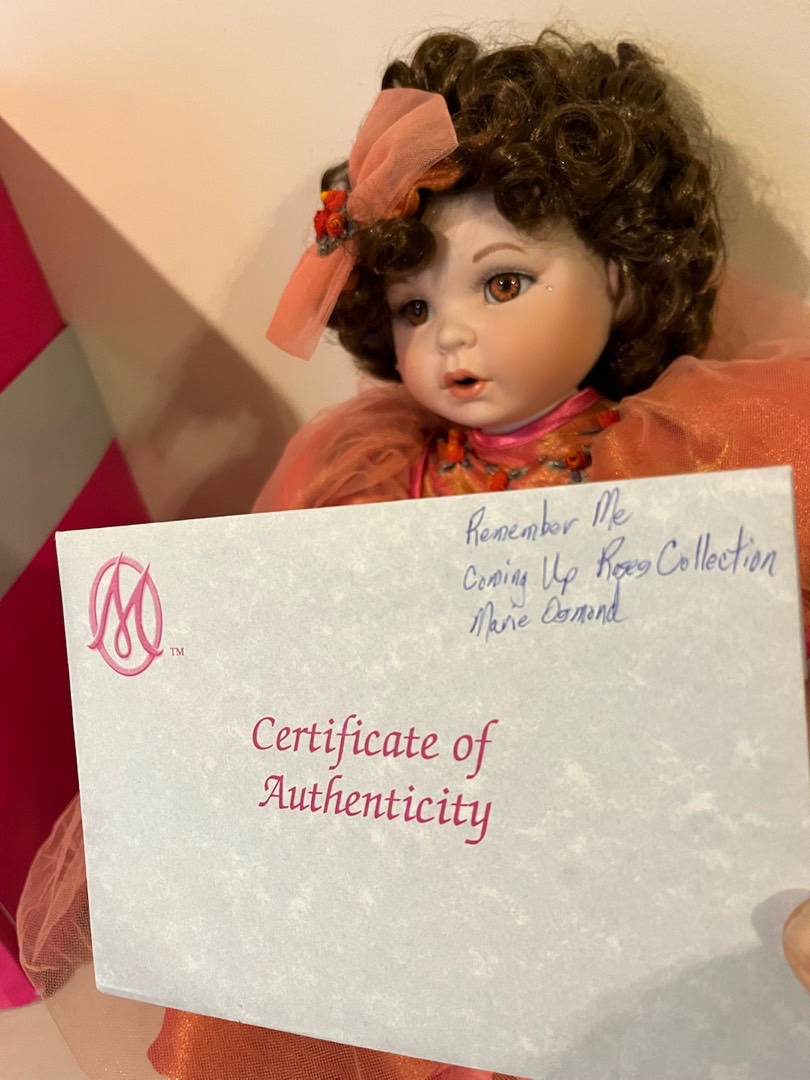 Remember Me
Coming Up Roses Collection
Marie Osmond
M
TM
Certificate of
Authenticity